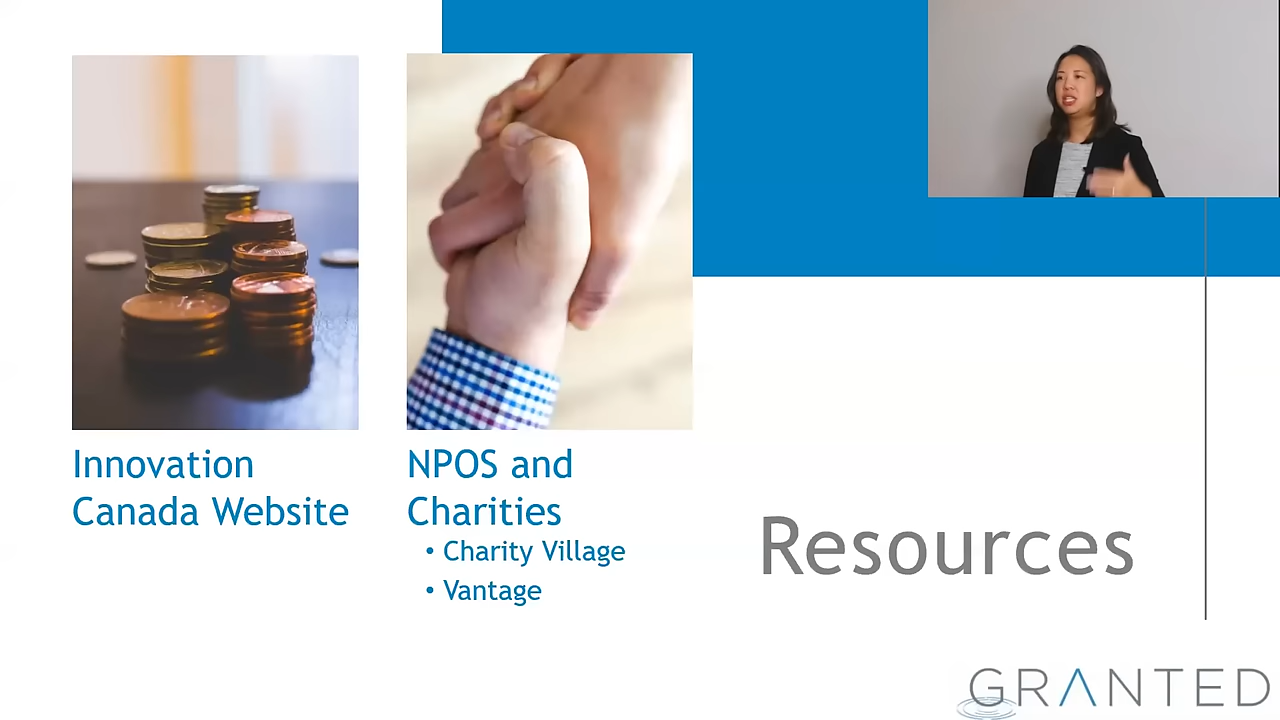 Innovation
Canada Website
NPOS and
Charities
• Charity Village
• Vantage
Resources
GRANTED